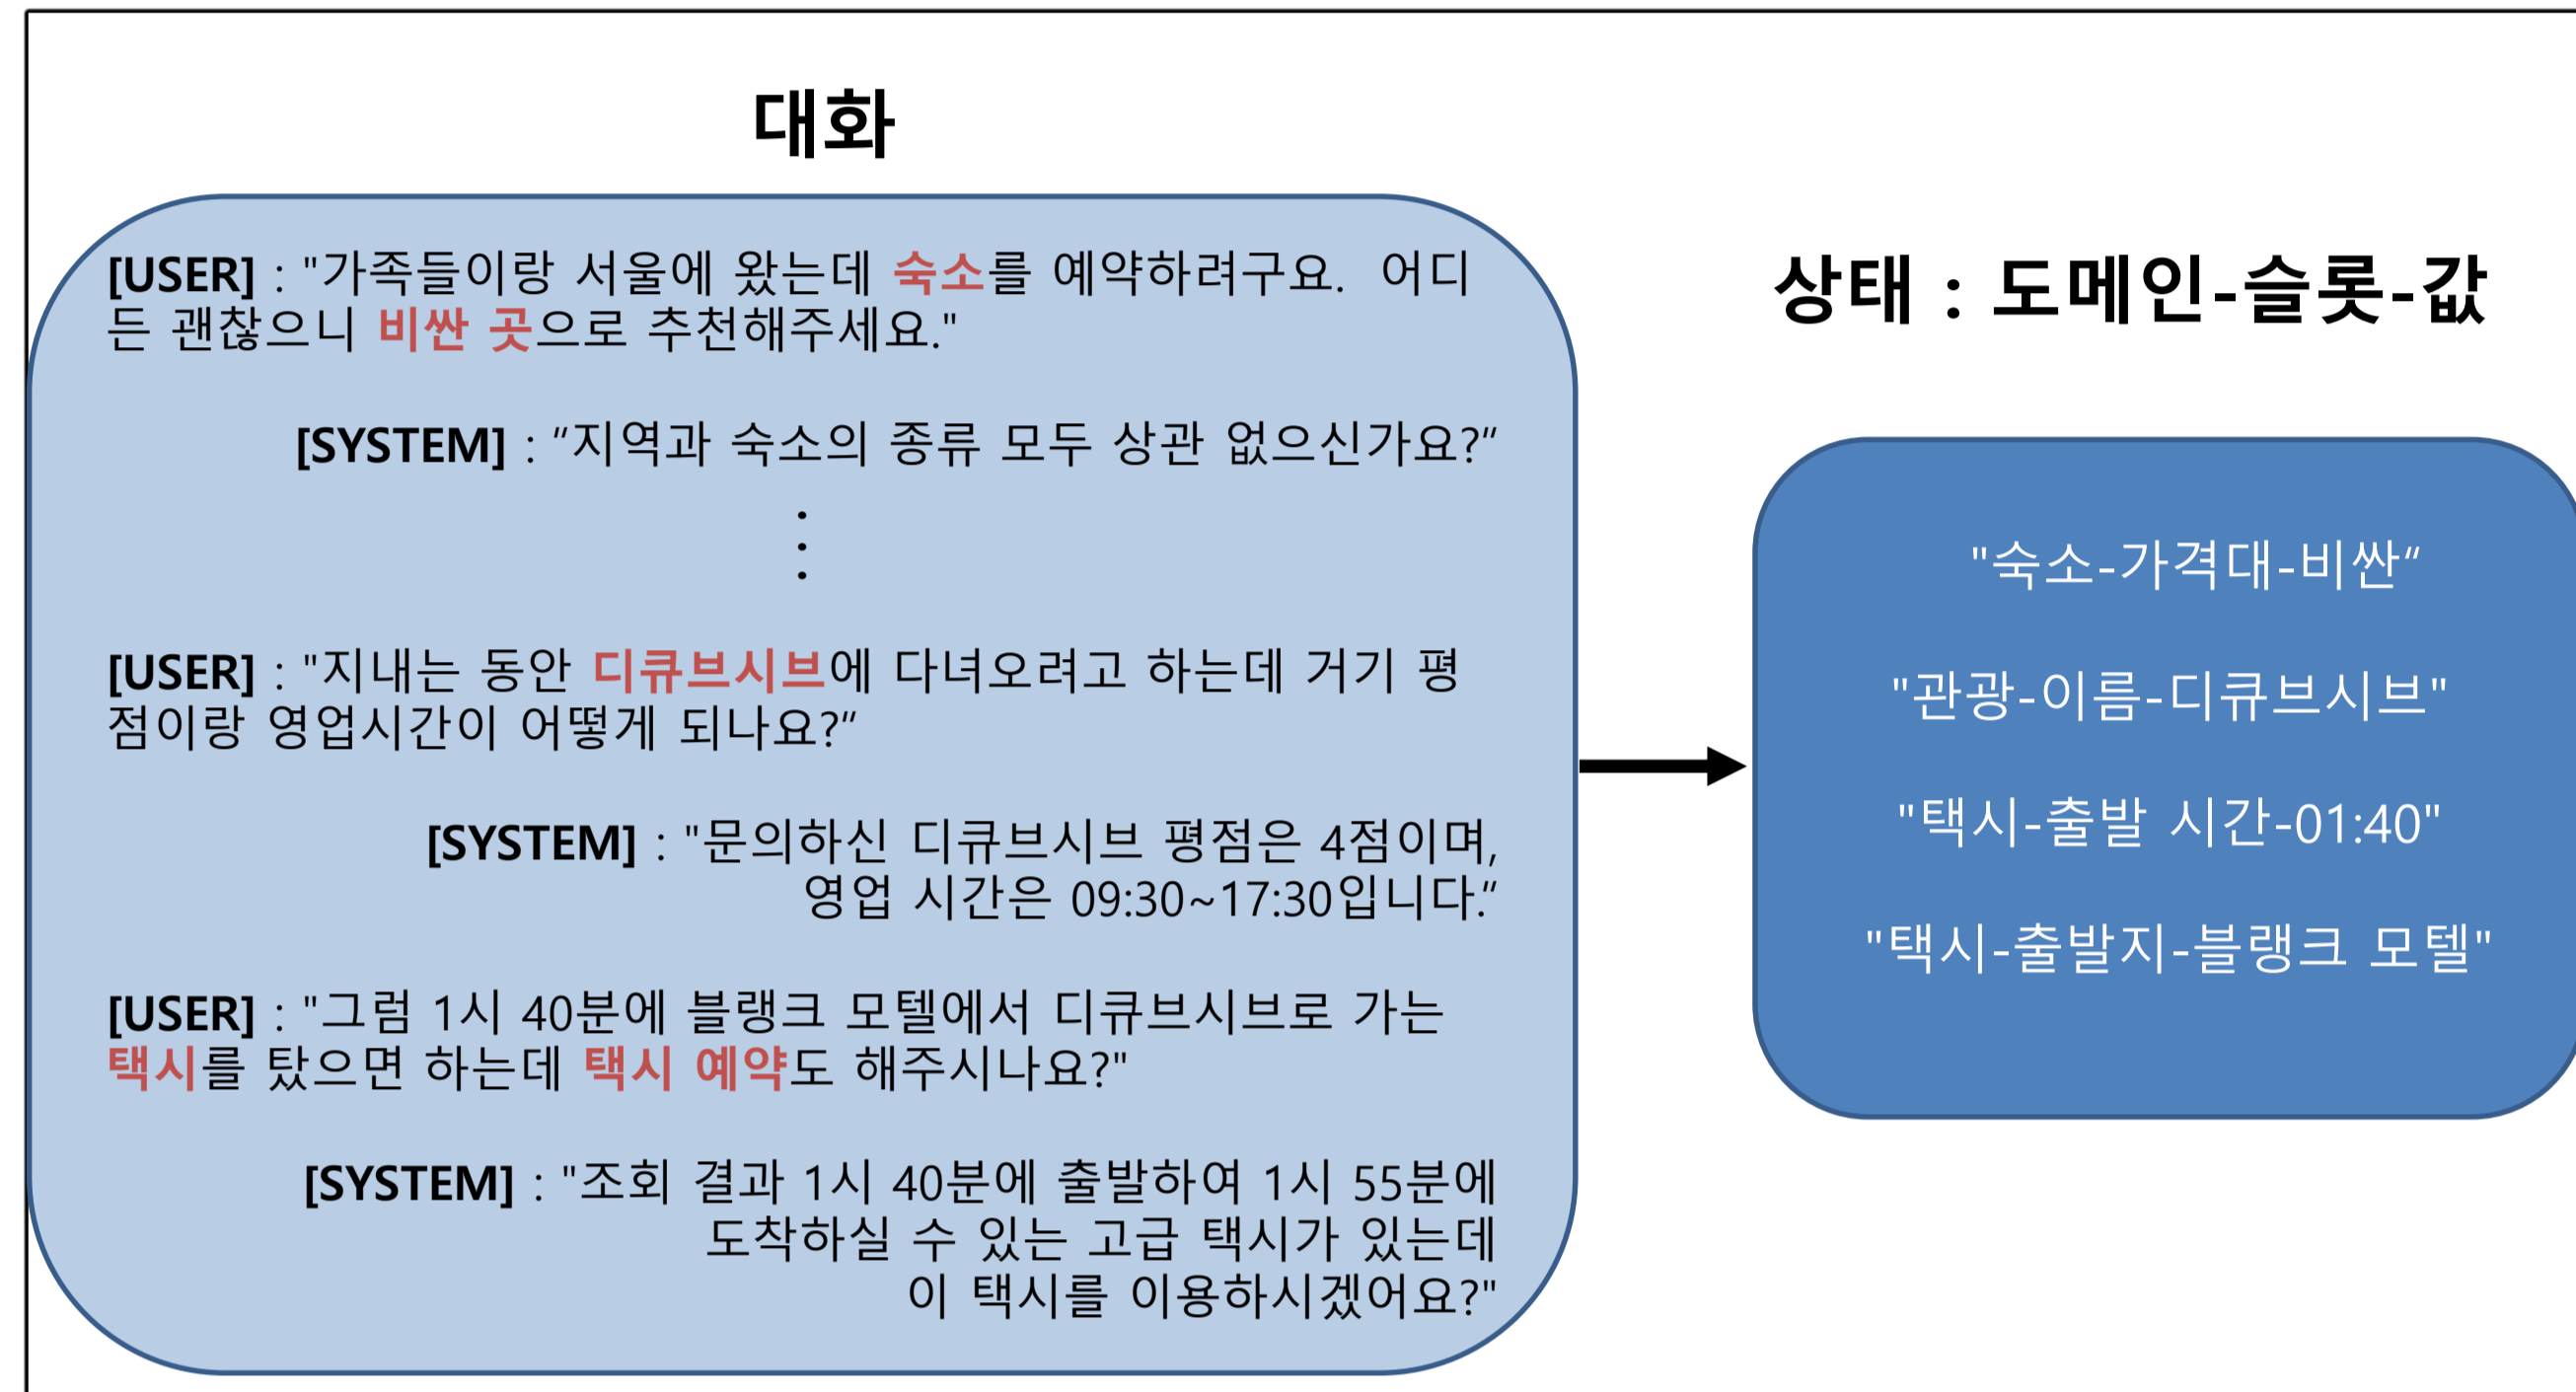 대화
[USER] : "가족들이랑 서울에 왔는데 숙소를 예약하려구요. 어디
든 괜찮으니 비싼 곳으로 추천해주세요."
[SYSTEM] : “지역과 숙소의 종류 모두 상관 없으신가요?“
[USER] : "지내는 동안 디큐브시브에 다녀오려고 하는데 거기 평
점이랑 영업시간이 어떻게 되나요?“
[SYSTEM] : "문의하신 디큐브시브 평점은 4점이며,
영업 시간은 09:30~17:30입니다.“
[USER] : "그럼 1시 40분에 블랭크 모텔에서 디큐브시브로 가는
택시를 탔으면 하는데 택시 예약도 해주시나요?"
[SYSTEM] : "조회 결과 1시 40분에 출발하여 1시 55분에
도착하실 수 있는 고급 택시가 있는데
이 택시를 이용하시겠어요?"
상태 : 도메인-슬롯-값
"숙소-가격대-비싼“
"관광-이름-디큐브시브"
"택시-출발 시간-01:40"
"택시-출발지-블랭크 모텔"